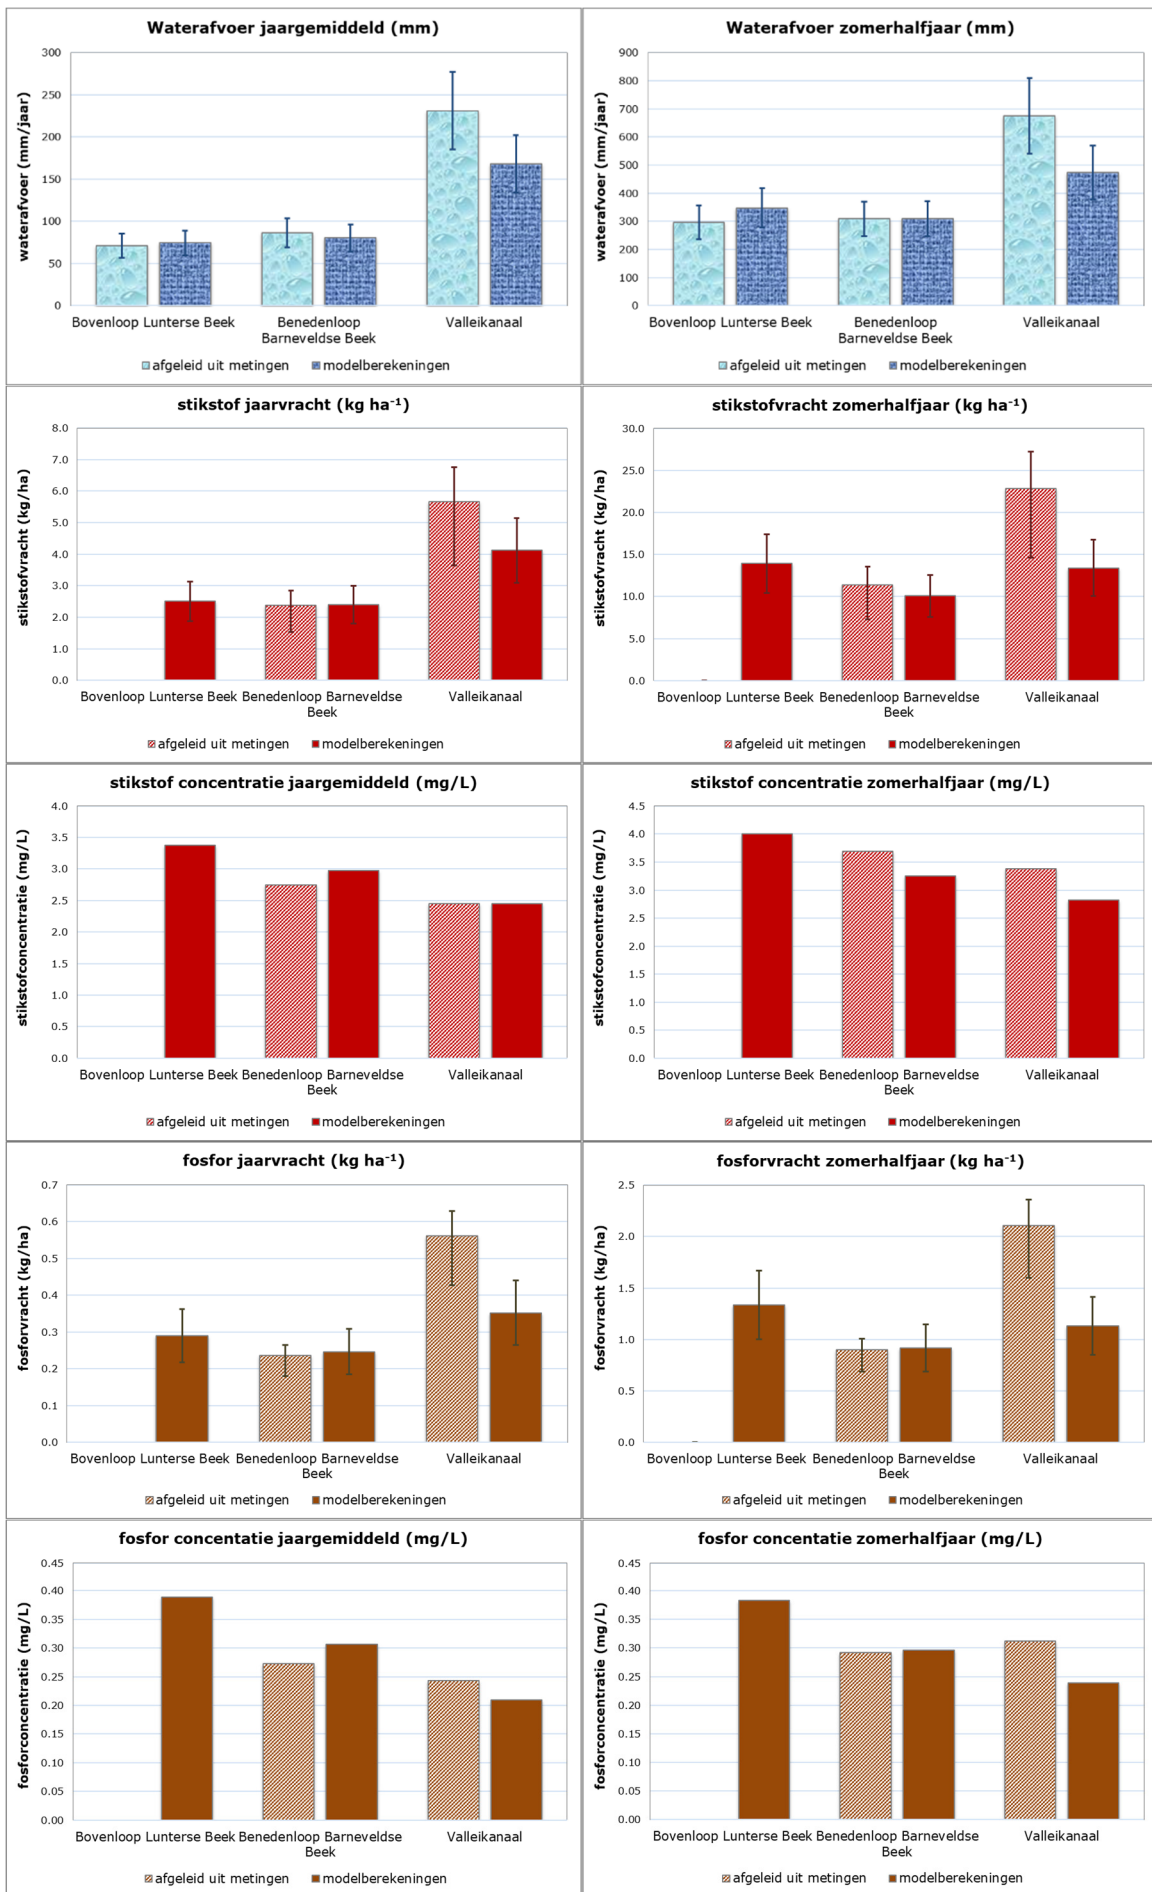 Waterafvoer jaargemiddeld (mm)
waterafvoer (mm/jaar)
300
250
200
150
100
50
0
Bovenloop Lunterse Beek
Benedenloop
Barneveldse Beek
Valleikanaal
afgeleid uit metingen
modelberekeningen
Waterafvoer zomerhalfjaar (mm)
waterafvoer (mm/jaar)
900
800
700
600
500
400
300
200
100
0
Bovenloop Lunterse Beek
Benedenloop
Barneveldse Beek
Valleikanaal
afgeleid uit metingen
modelberekeningen
stikstof jaarvracht (kg ha⁻¹)
stikstofvracht (kg/ha)
8.0
7.0
6.0
5.0
4.0
3.0
2.0
1.0
0.0
Bovenloop Lunterse Beek
Benedenloop Barneveldse
Beek
Valleikanaal
afgeleid uit metingen
modelberekeningen
stikstofvracht zomerhalfjaar (kg ha⁻¹)
stikstofvracht (kg/ha)
30.0
25.0
20.0
15.0
10.0
5.0
0.0
Bovenloop Lunterse Beek
Benedenloop Barneveldse
Beek
Valleikanaal
afgeleid uit metingen
modelberekeningen
stikstof concentratie jaargemiddeld (mg/L)
stikstofconcentratie (mg/L)
4.0
3.5
3.0
2.5
2.0
1.5
1.0
0.5
0.0
Bovenloop Lunterse Beek
Benedenloop Barneveldse
Beek
Valleikanaal
afgeleid uit metingen
modelberekeningen
stikstof concentratie zomerhalfjaar (mg/L)
stikstofconcentratie (mg/L)
4.5
4.0
3.5
3.0
2.5
2.0
1.5
1.0
0.5
0.0
Bovenloop Lunterse Beek
Benedenloop Barneveldse
Beek
Valleikanaal
afgeleid uit metingen
modelberekeningen
fosfor jaarvracht (kg ha⁻¹)
fosforvracht (kg/ha)
0.7
0.6
0.5
0.4
0.3
0.2
0.1
0.0
Bovenloop Lunterse Beek
Benedenloop Barneveldse
Beek
Valleikanaal
afgeleid uit metingen
modelberekeningen
fosforvracht zomerhalfjaar (kg ha⁻¹)
fosforvracht (kg/ha)
2.5
2.0
1.5
1.0
0.5
0.0
Bovenloop Lunterse Beek
Benedenloop Barneveldse
Beek
Valleikanaal
afgeleid uit metingen
modelberekeningen
fosfor concentatie jaargemiddeld (mg/L)
fosforconcentratie (mg/L)
0.45
0.40
0.35
0.30
0.25
0.20
0.15
0.10
0.05
0.00
Bovenloop Lunterse Beek
Benedenloop Barneveldse
Beek
Valleikanaal
afgeleid uit metingen
modelberekeningen
fosfor concentatie zomerhalfjaar (mg/L)
fosforconcentratie (mg/L)
0.45
0.40
0.35
0.30
0.25
0.20
0.15
0.10
0.05
0.00
Bovenloop Lunterse Beek
Benedenloop Barneveldse
Beek
Valleikanaal
afgeleid uit metingen
modelberekeningen